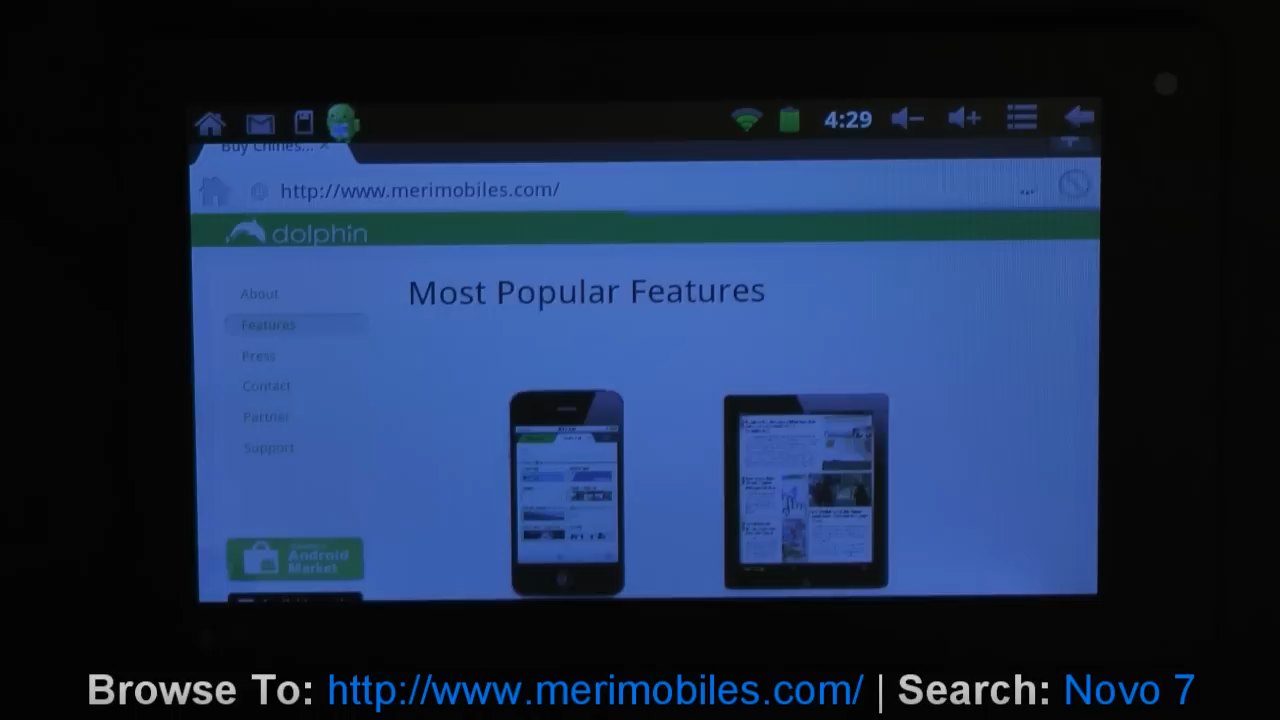 4:29
Buy Chines... ×
http://www.merimobiles.com/
dolphin
Most Popular Features
About
Features
Press
Contact
Partner
Support
Android
Market
Browse To: http://www.merimobiles.com/ | Search: Novo 7